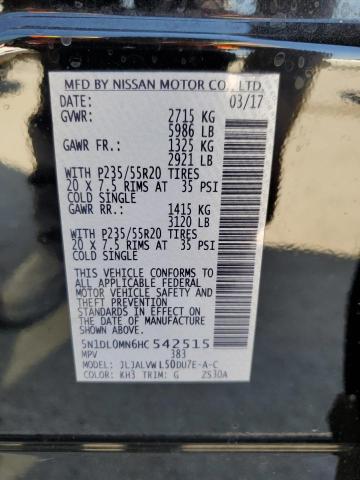 MFD BY NISSAN MOTOR CO., LTD.
DATE: 03/17
GVWR: 2715 KG
5986 LB
GAWR FR.: 1325 KG
2921 LB
WITH P235/55R20 TIRES
20 X 7.5 RIMS AT 35 PSI
COLD SINGLE
GAWR RR.: 1415 KG
3120 LB
WITH P235/55R20 TIRES
20 X 7.5 RIMS AT 35 PSI
COLD SINGLE
THIS VEHICLE CONFORMS TO
ALL APPLICABLE FEDERAL
MOTOR VEHICLE SAFETY
STANDARDS IN EFFECT ON
THE DATE OF MANUFACTURE
SHOWN ABOVE.
5N1DL0MN6HC 542515
MPV 383
MODEL: JLJALVWL50DU7E-A-C
COLOR: KH3 TRIM: G ZS30A